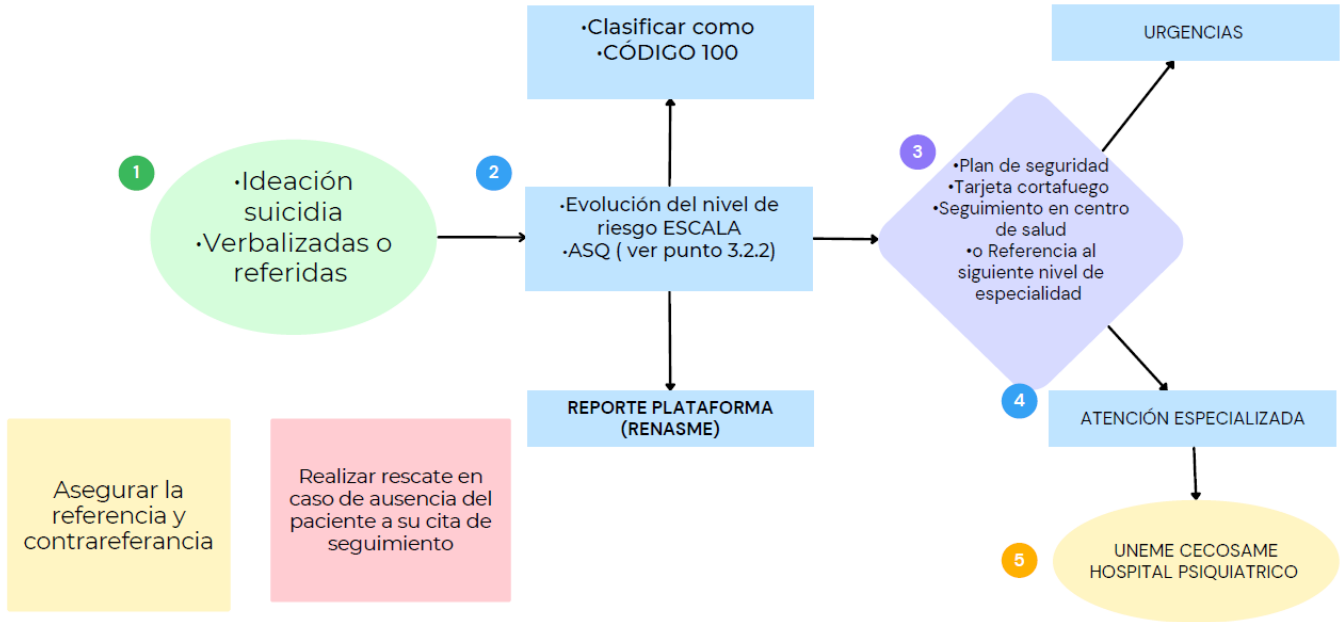 1
•Ideación
suicidia
•Verbalizadas o
referidas
2
•Clasificar como
•CÓDIGO 100
•Evolución del nivel de
riesgo ESCALA
•ASQ ( ver punto 3.2.2)
REPORTE PLATAFORMA
(RENASME)
3
•Plan de seguridad
•Tarjeta cortafuego
•Seguimiento en centro
de salud
•o Referencia al
siguiente nivel de
especialidad
URGENCIAS
4
ATENCIÓN ESPECIALIZADA
5
UNEME CECOSAME
HOSPITAL PSIQUIATRICO
Asegurar la
referencia y
contrareferancia
Realizar rescate en
caso de ausencia del
paciente a su cita de
seguimiento